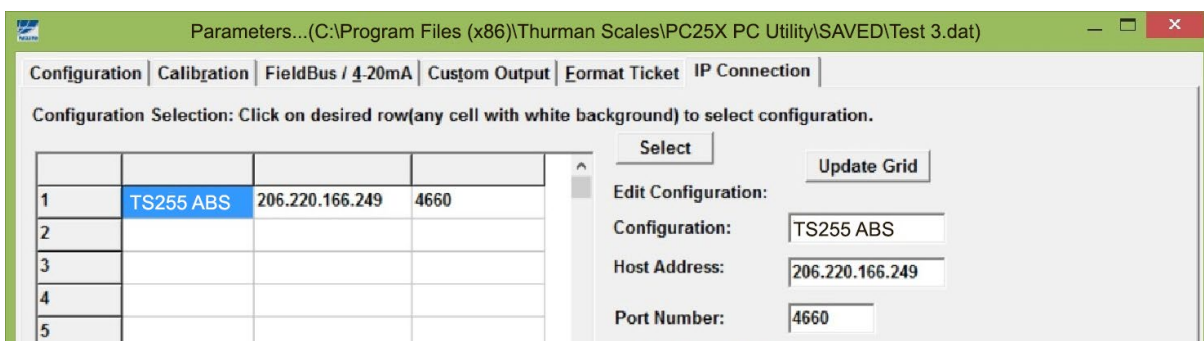 Parameters...(C:\Program Files (x86)\Thurman Scales\PC25X PC Utility\SAVED\Test 3.dat)
Configuration Calibration FieldBus / 4-20mA Custom Output Format Ticket IP Connection
Configuration Selection: Click on desired row(any cell with white background) to select configuration.
Select
Update Grid
1 TS255 ABS 206.220.166.249 4660
2
3
4
5
Edit Configuration:
Configuration: TS255 ABS
Host Address: 206.220.166.249
Port Number: 4660